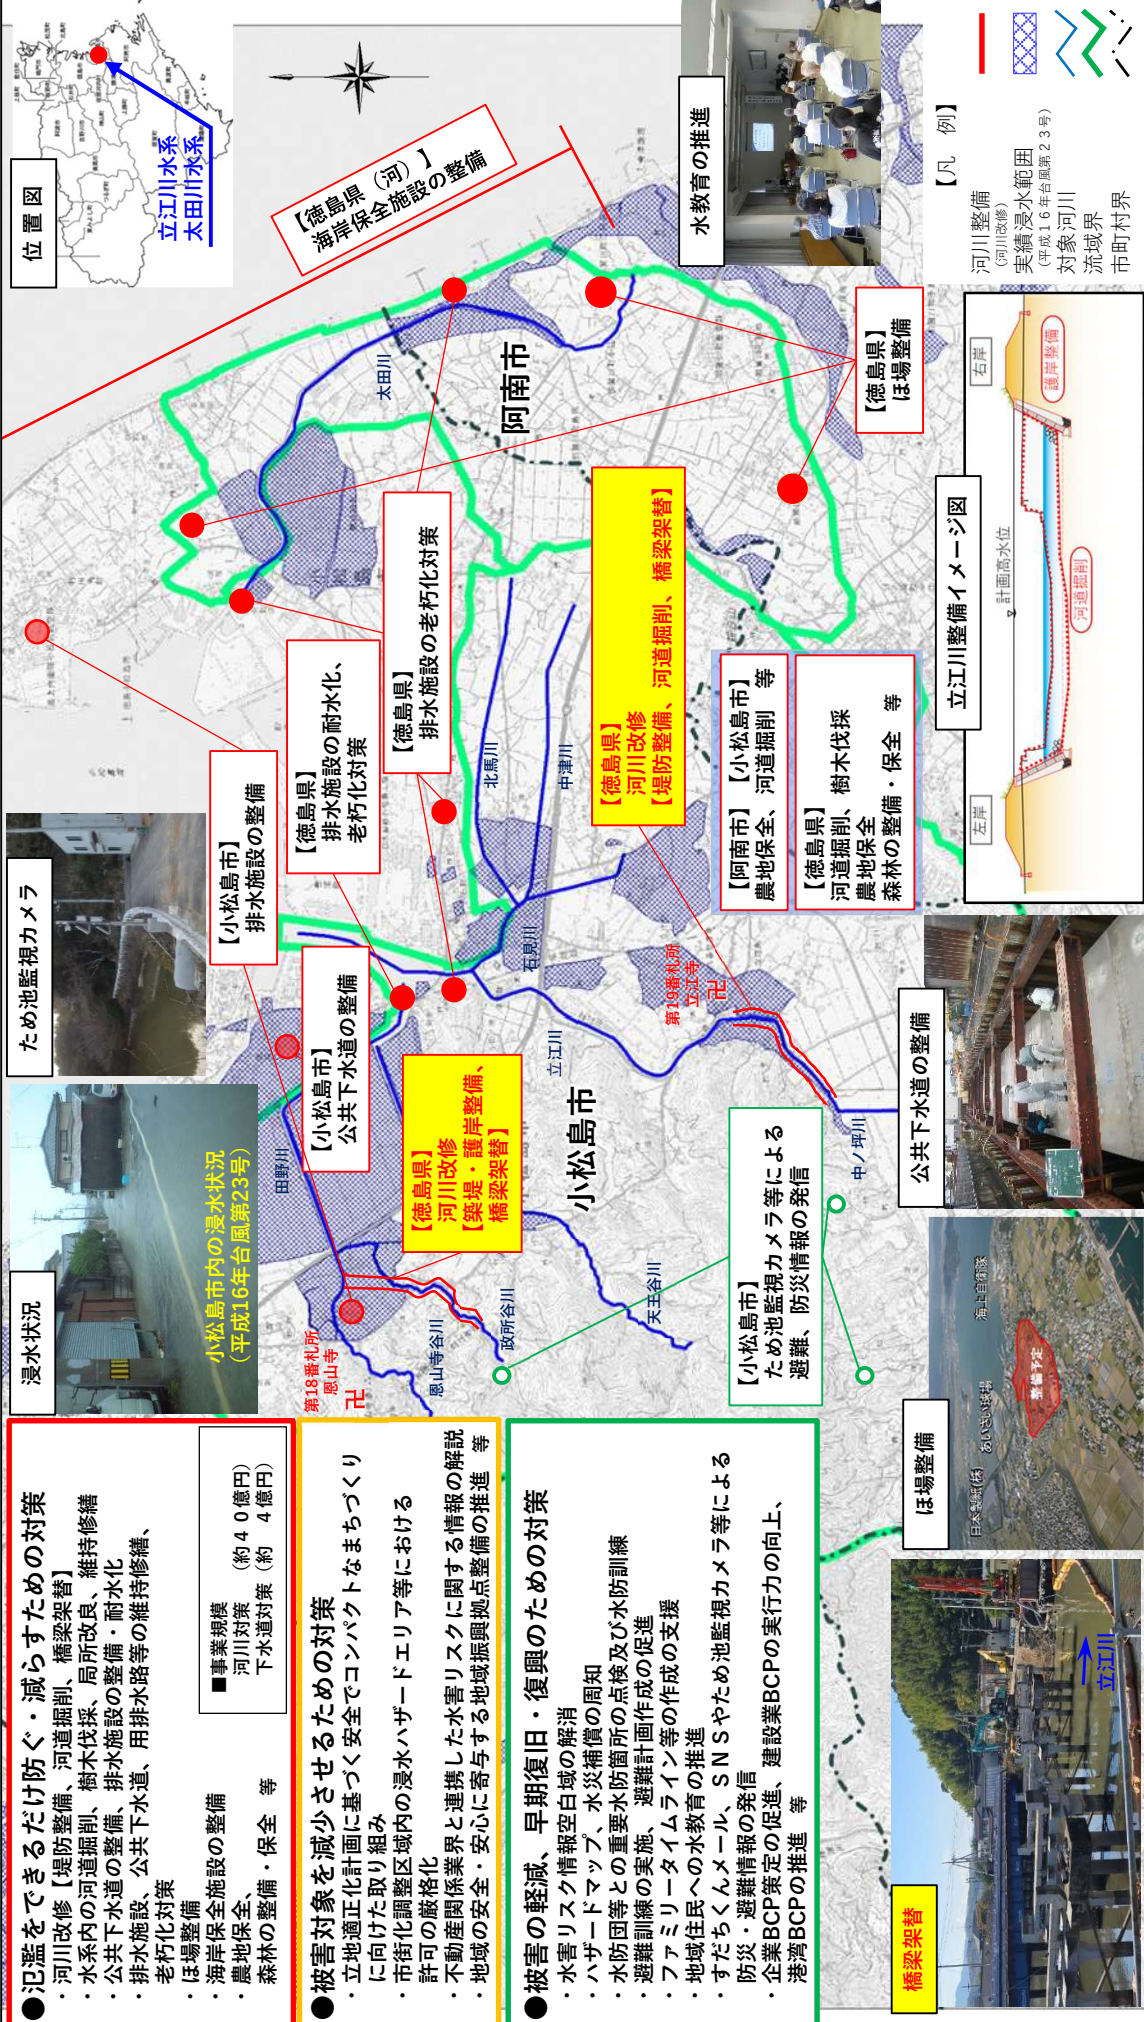 ●氾濫をできるだけ防ぐ・減らすための対策
・河川改修【堤防整備、河道掘削、橋梁架替】
・水系内の河道掘削、樹木伐採、局所改良、維持修繕
・公共下水道の整備、排水施設の整備・耐水化
・排水施設、公共下水道、用排水路等の維持修繕、
老朽化対策
・ほ場整備
・海岸保全施設の整備
・農地保全、
森林の整備・保全 等
■事業規模
河川対策 （約４０億円）
下水道対策（約 ４億円）
●被害対象を減少させるための対策
・立地適正化計画に基づく安全でコンパクトなまちづくり
に向けた取り組み
・市街化調整区域内の浸水ハザードエリア等における
許可の厳格化
・不動産関係業界と連携した水害リスクに関する情報の解説
・地域の安全・安心に寄与する地域振興拠点整備の推進 等
●被害の軽減、早期復旧・復興のための対策
・水害リスク情報空白域の解消
・ハザードマップ、水災補償の周知
・水防団等との重要水防箇所の点検及び水防訓練
・避難訓練の実施、避難計画作成の促進
・ファミリータイムライン等の作成の支援
・地域住民への水教育の推進
・すだちくんメール、ＳＮＳやため池監視カメラ等による
防災・避難情報の発信
・企業BCP策定の促進、建設業BCPの実行力の向上、
港湾BCPの推進 等
橋梁架替
立江川
浸水状況
小松島市内の浸水状況
（平成16年台風第23号）
ため池監視カメラ
位置図
立江川水系
太田川水系
【徳島県（河）】
海岸保全施設の整備
【小松島市】
排水施設の整備
【徳島県】
排水施設の耐水化、
老朽化対策
【徳島県】
排水施設の老朽化対策
【小松島市】
公共下水道の整備
【徳島県】
河川改修
【築堤・護岸整備、
橋梁架替】
【徳島県】
河川改修
【堤防整備、河道掘削、橋梁架替】
【徳島県】
ほ場整備
【阿南市】【小松島市】
農地保全、河道掘削 等
【徳島県】
河道掘削、樹木伐採
農地保全
森林の整備・保全 等
【小松島市】
ため池監視カメラ等による
避難、防災情報の発信
第18番札所
恩山寺
卍
第19番札所
立江寺
卍
田野川
恩山寺谷川
政所谷川
天王谷川
立江川
石見川
北馬川
中津川
太田川
中ノ坪川
小松島市
阿南市
ほ場整備
日本製紙(株)
あいさい球場
海上自衛隊
整備予定
公共下水道の整備
立江川整備イメージ図
左岸
右岸
計画高水位
河道掘削
護岸整備
水教育の推進
【凡 例】
河川整備
（河川改修）
実績浸水範囲
（平成１６年台風第２３号）
対象河川
流域界
市町村界